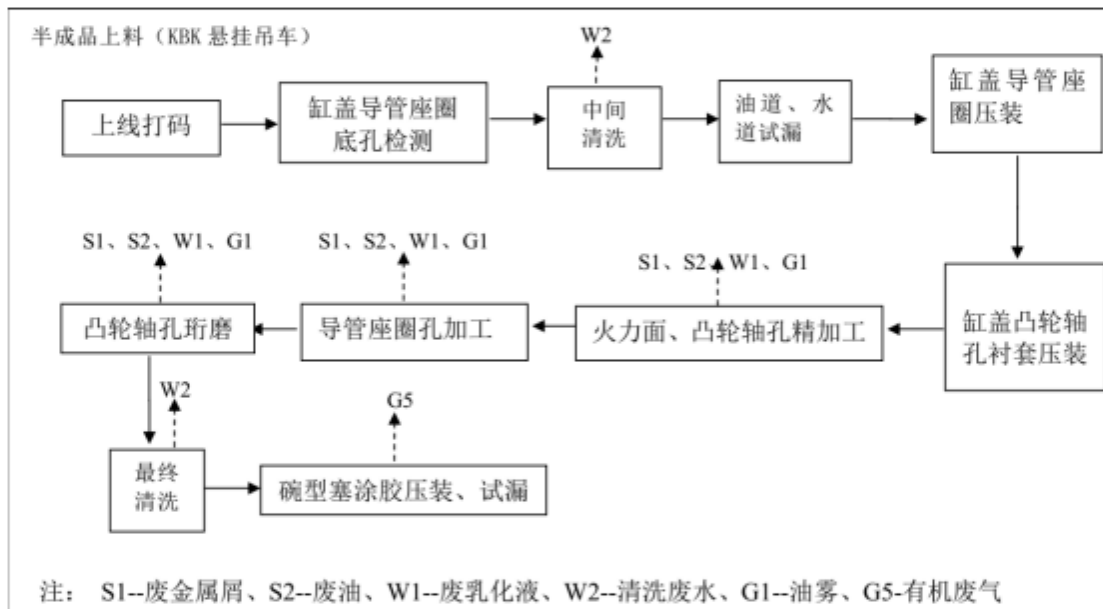 半成品上料（KBK 悬挂吊车）
W2
上线打码
缸盖导管座圈
底孔检测
中间
清洗
油道、水
道试漏
缸盖导管座
圈压装
S1、S2、W1、G1
S1、S2、W1、G1
S1、S2、W1、G1
凸轮轴孔珩磨
导管座圈孔加工
火力面、凸轮轴孔精加工
缸盖凸轮轴
孔衬套压装
W2
G5
最终
清洗
碗型塞涂胶压装、试漏
注： S1--废金属屑、S2--废油、W1--废乳化液、W2--清洗废水、G1--油雾、G5-有机废气